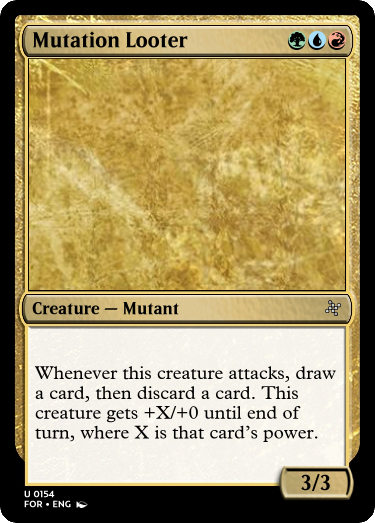 Mutation Looter
Creature — Mutant
Whenever this creature attacks, draw
a card, then discard a card. This
creature gets +X/+0 until end of
turn, where X is that card's power.
3/3
U 0154
FOR • ENG